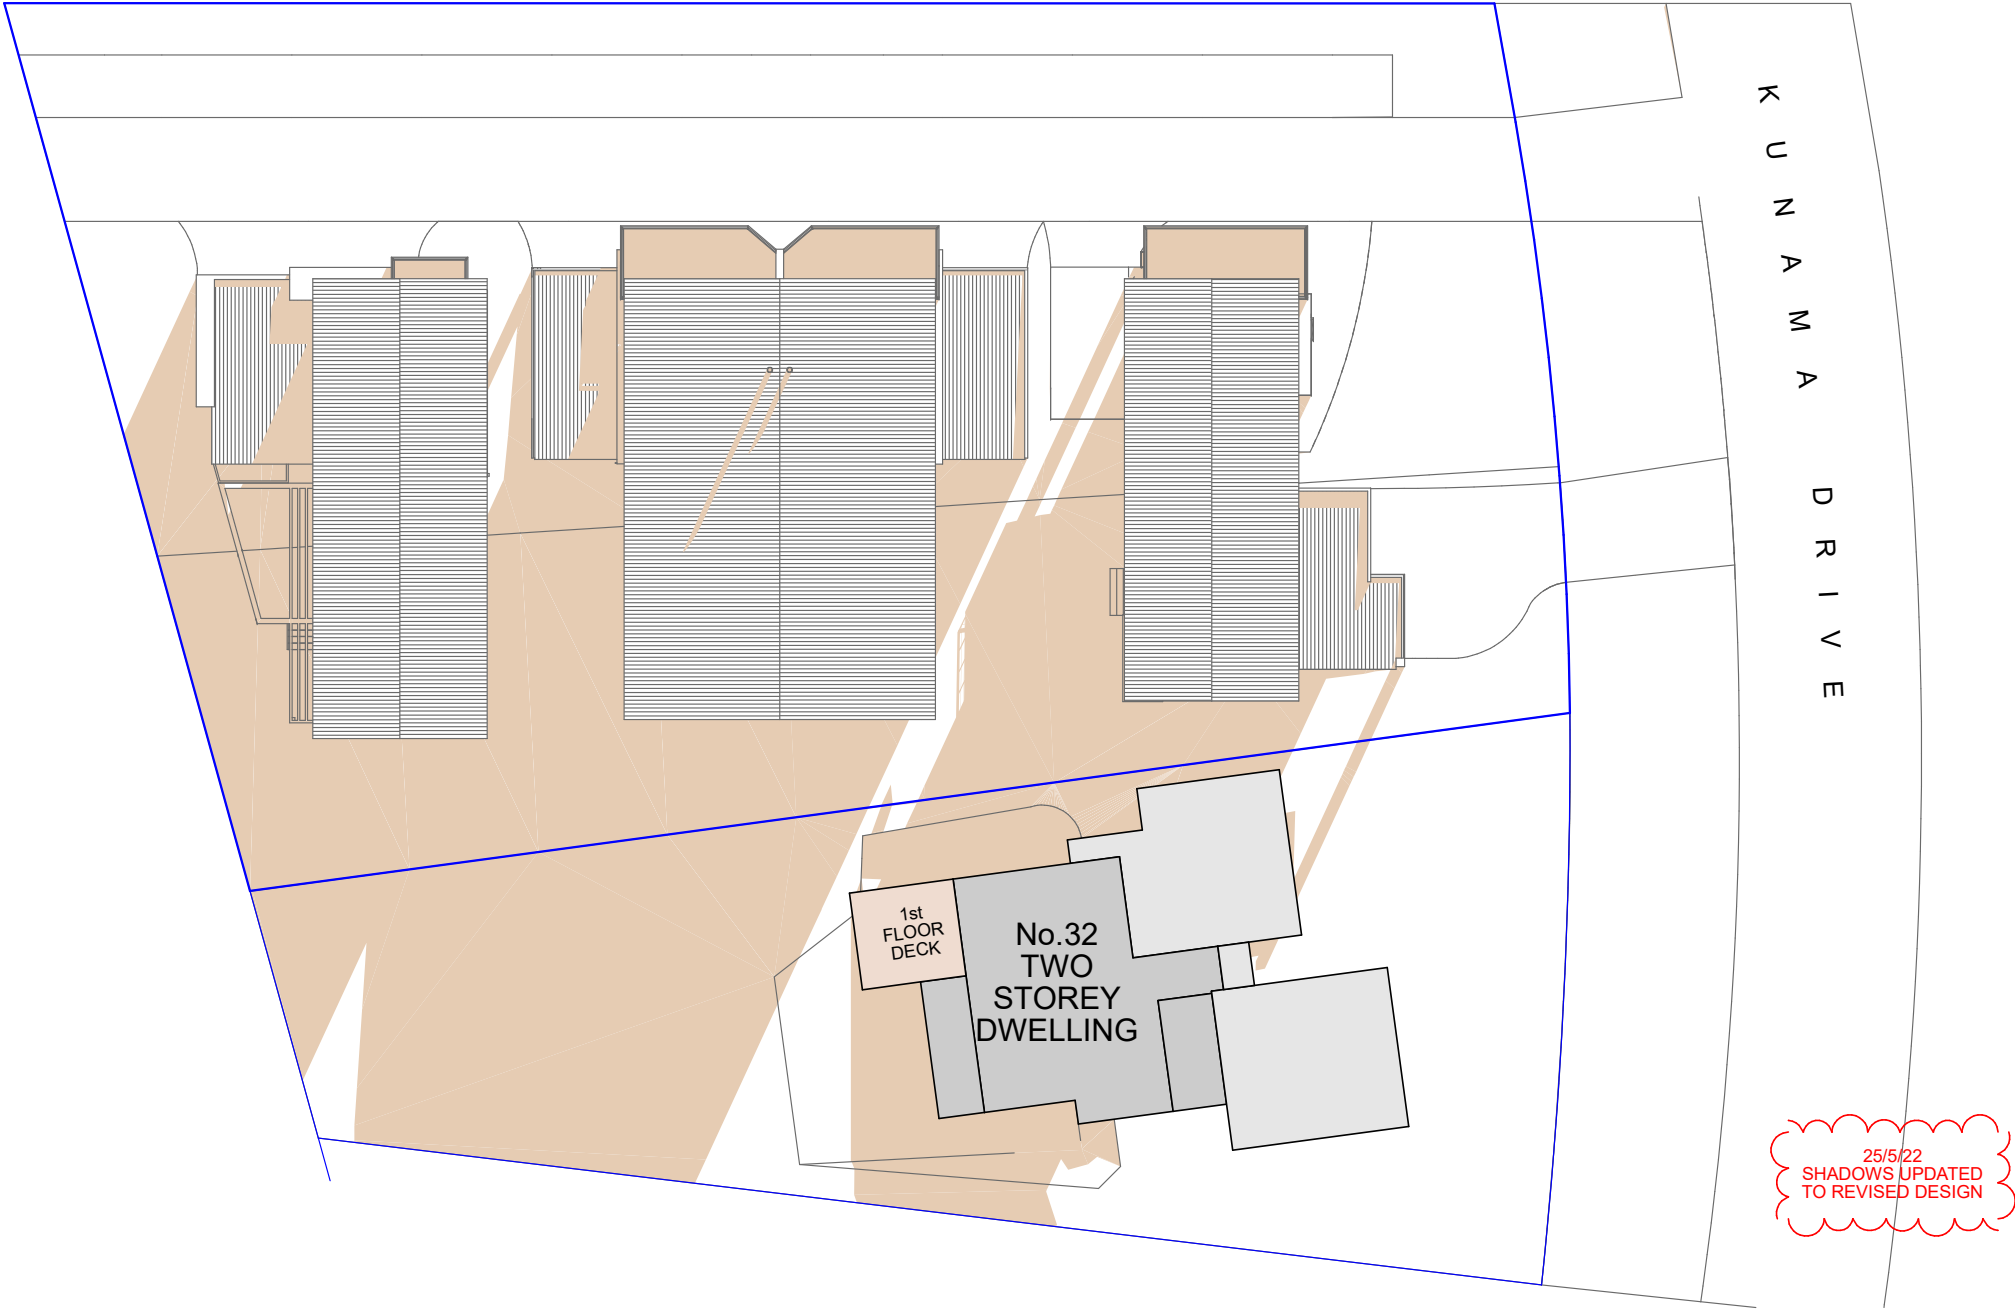 KUNAMA DRIVE
1st
FLOOR
DECK
No.32
TWO
STOREY
DWELLING
25/5/22
SHADOWS UPDATED
TO REVISED DESIGN